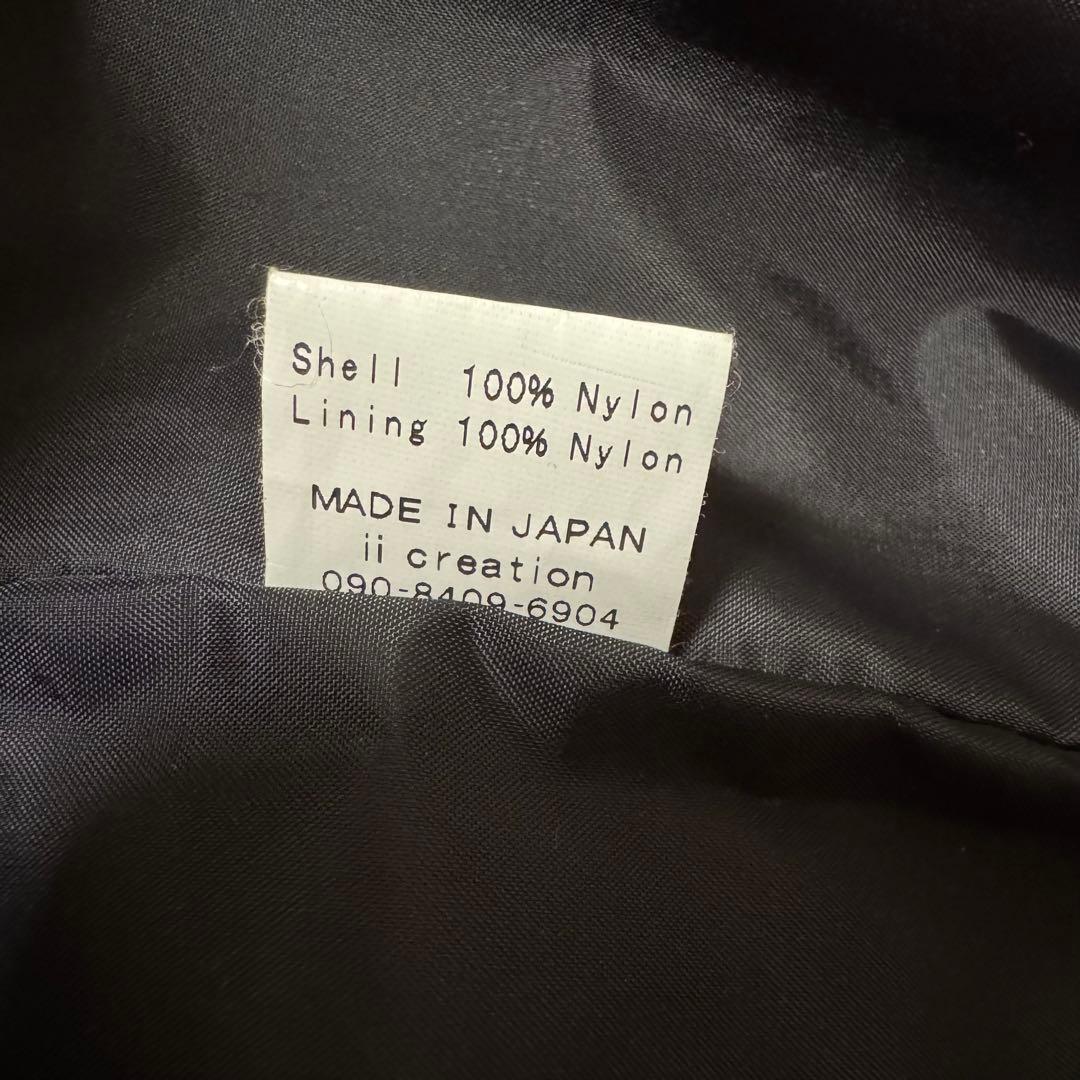 Shell 100% Nylon
Lining 100% Nylon
MADE IN JAPAN
ii creation
090-8409-6904